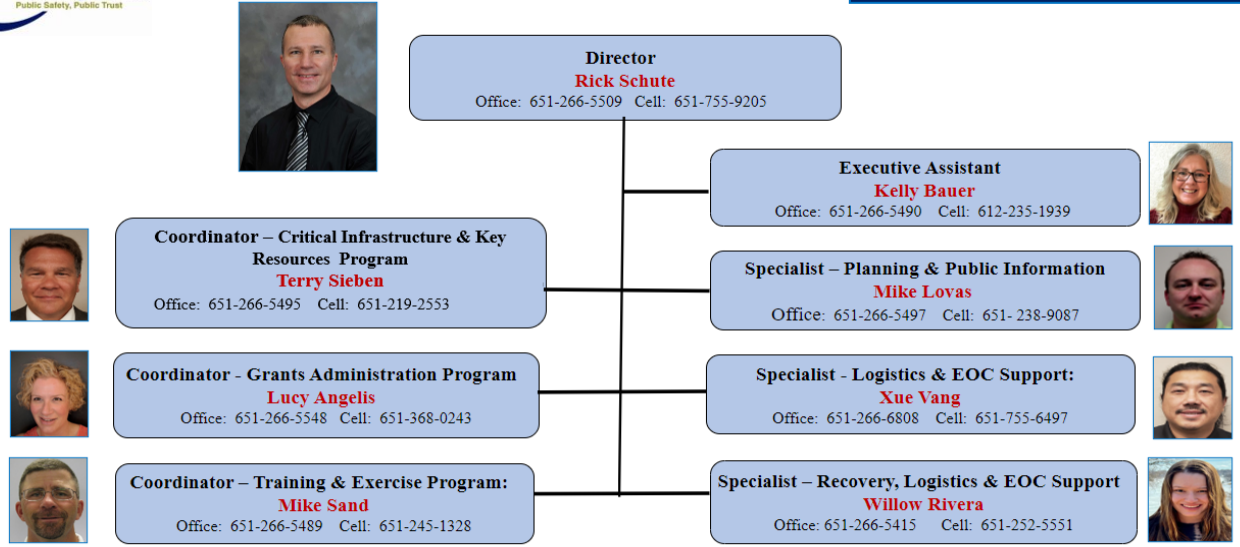 Public Safety, Public Trust
Director
Rick Schute
Office: 651-266-5509 Cell: 651-755-9205
Executive Assistant
Kelly Bauer
Office: 651-266-5490 Cell: 612-235-1939
Coordinator – Critical Infrastructure & Key
Resources Program
Terry Sieben
Office: 651-266-5495 Cell: 651-219-2553
Specialist – Planning & Public Information
Mike Lovas
Office: 651-266-5497 Cell: 651- 238-9087
Coordinator - Grants Administration Program
Lucy Angelis
Office: 651-266-5548 Cell: 651-368-0243
Specialist - Logistics & EOC Support:
Xue Vang
Office: 651-266-6808 Cell: 651-755-6497
Coordinator – Training & Exercise Program:
Mike Sand
Office: 651-266-5489 Cell: 651-245-1328
Specialist – Recovery, Logistics & EOC Support
Willow Rivera
Office: 651-266-5415 Cell: 651-252-5551